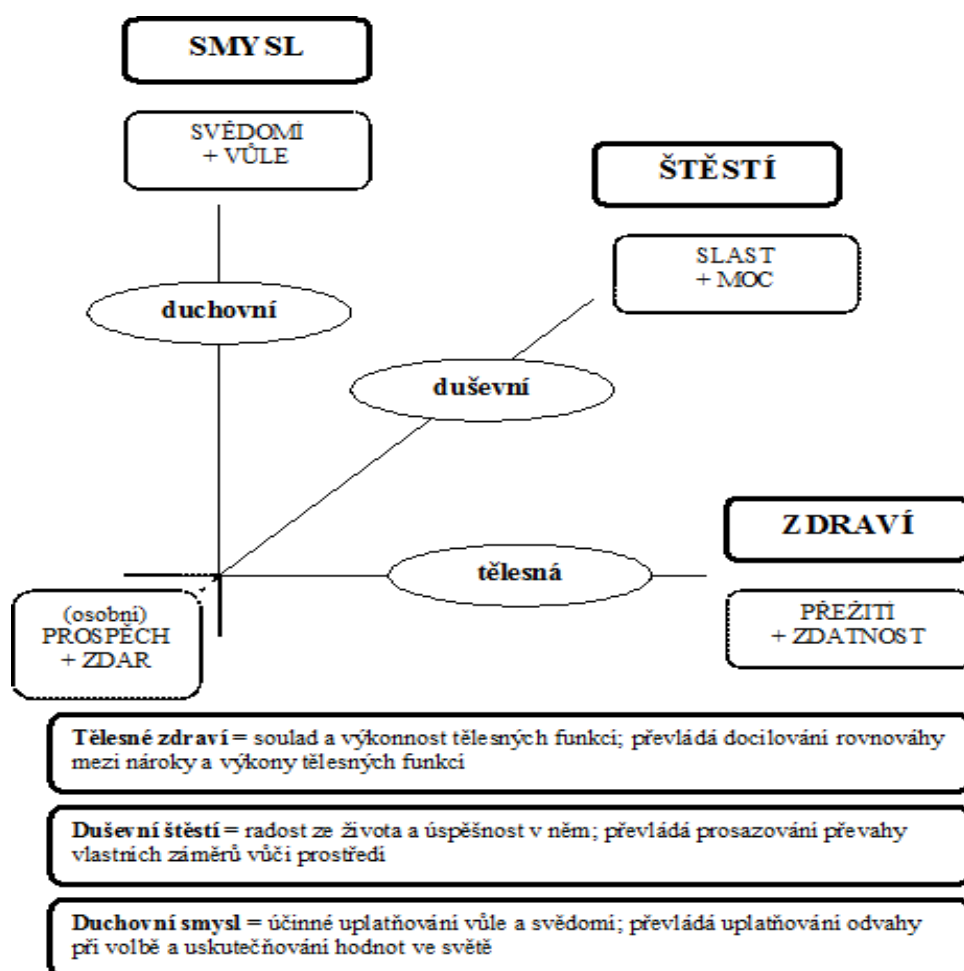 SMYSL
SVĚDOMÍ
+ VŮLE
ŠTĚSTÍ
SLAST
+ MOC
duchovní
duševní
ZDRAVÍ
tělesná
PŘEŽITÍ
+ ZDATNOST
(osobní)
PROSPĚCH
+ ZDAR
Tělesné zdraví = soulad a výkonnost tělesných funkcí; převládá docilování rovnováhy
mezi nároky a výkony tělesných funkcí
Duševní štěstí = radost ze života a úspěšnost v něm; převládá prosazování převahy
vlastních záměrů vůči prostředí
Duchovní smysl = účinné uplatňování vůle a svědomí; převládá uplatňování odvahy
při volbě a uskutečňování hodnot ve světě